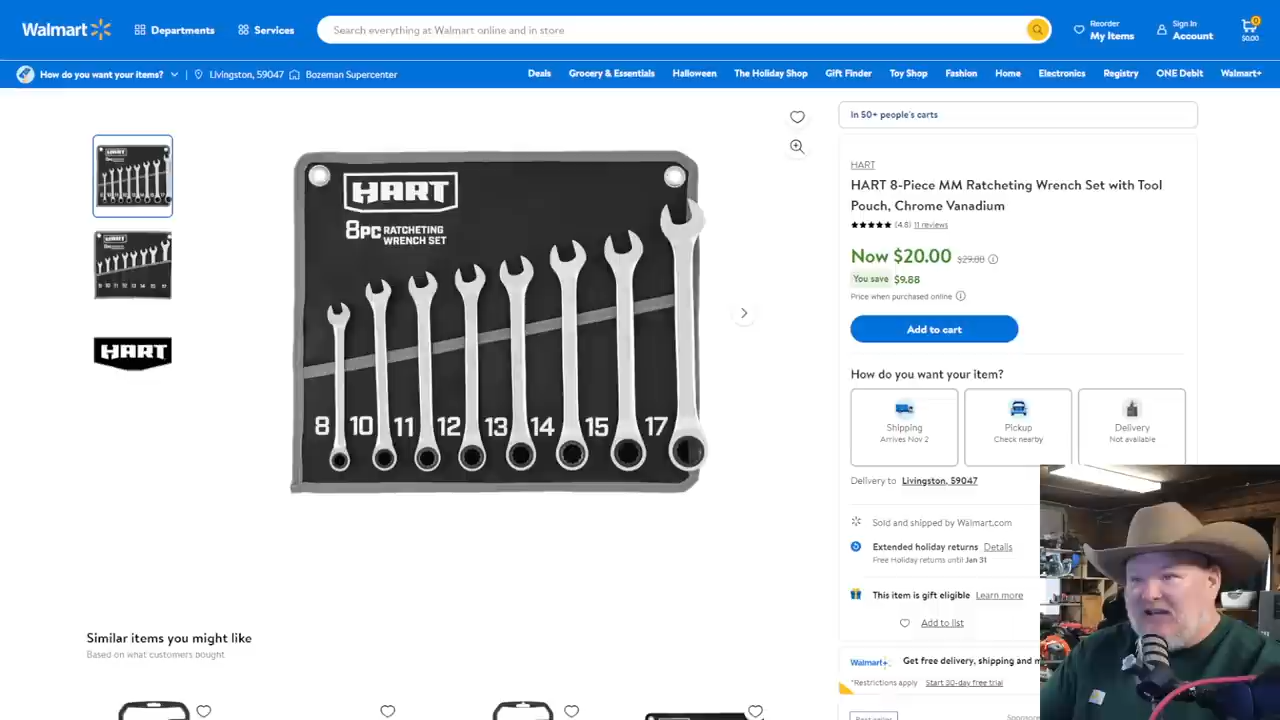 Walmart
Departments
Services
Search everything at Walmart online and in store
Reorder
My Items
Sign In
Account
0
$0.00
How do you want your items?
Livingston, 59047
Bozeman Supercenter
Deals
Grocery & Essentials
Halloween
The Holiday Shop
Gift Finder
Toy Shop
Fashion
Home
Electronics
Registry
ONE Debit
Walmart+
HART
8PC RATCHETING
WRENCH SET
8 10 11 12 13 14 15 17
HART
In 50+ people's carts
HART
HART 8-Piece MM Ratcheting Wrench Set with Tool
Pouch, Chrome Vanadium
(4.8) 11 reviews
Now $20.00 $29.88
You save $9.88
Price when purchased online
Add to cart
How do you want your item?
Shipping
Arrives Nov 2
Pickup
Check nearby
Delivery
Not available
Delivery to Livingston, 59047
Sold and shipped by Walmart.com
Extended holiday returns Details
Free Holiday returns until Jan 31
This item is gift eligible Learn more
Add to list
Walmart+ Get free delivery, shipping and
*Restrictions apply Start 30-day free trial
Best seller
Sponsored
Similar items you might like
Based on what customers bought